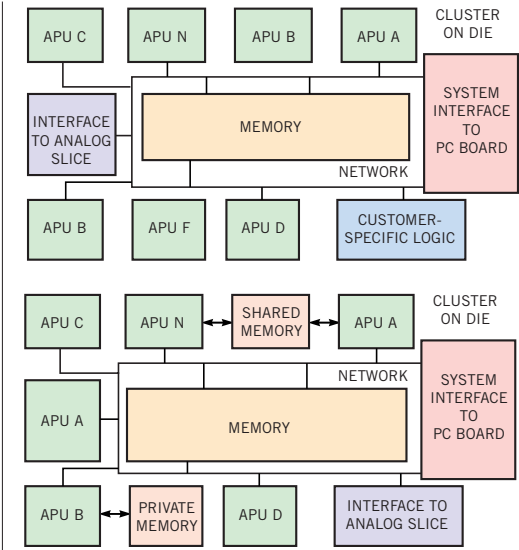 APU C
APU N
APU B
APU A
CLUSTER
ON DIE
INTERFACE
TO ANALOG
SLICE
MEMORY
SYSTEM
INTERFACE
TO
PC BOARD
NETWORK
APU B
APU F
APU D
CUSTOMER-
SPECIFIC LOGIC
APU C
APU N
SHARED
MEMORY
APU A
CLUSTER
ON DIE
NETWORK
APU A
MEMORY
SYSTEM
INTERFACE
TO
PC BOARD
APU B
PRIVATE
MEMORY
APU D
INTERFACE TO
ANALOG SLICE